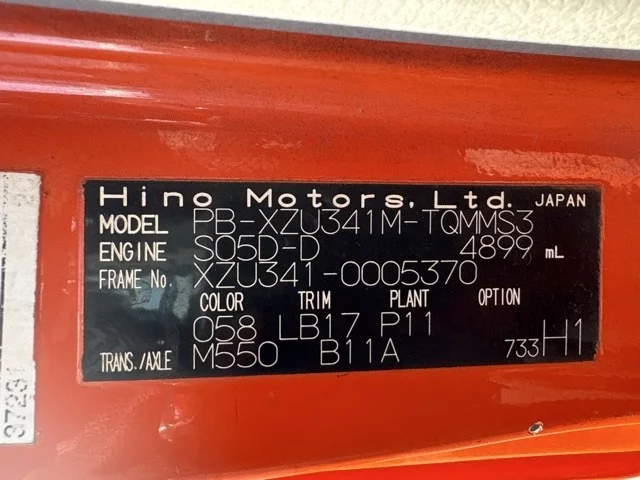 Hino Motors, Ltd. JAPAN
MODEL PB-XZU341M-TQMMS3
ENGINE S05D-D 4899 mL
FRAME No. XZU341-0005370
COLOR TRIM PLANT OPTION
058 LB17 P11
TRANS./AXLE M550 B11A 733H1